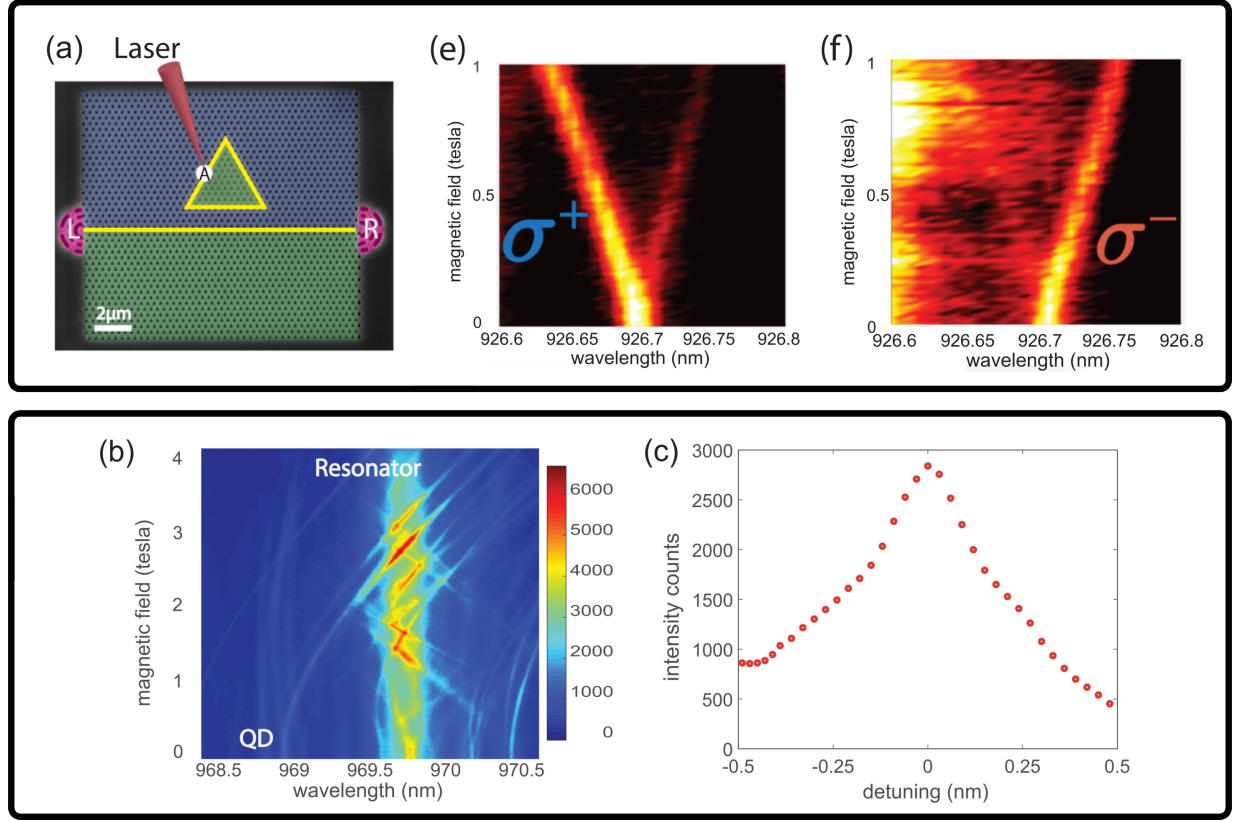 (a)
Laser
A
L
R
2µm
(e)
magnetic field (tesla)
1
0.5
0
σ+
926.6 926.65 926.7 926.75 926.8
wavelength (nm)
(f)
magnetic field (tesla)
1
0.5
0
σ−
926.6 926.65 926.7 926.75 926.8
wavelength (nm)
(b)
magnetic field (tesla)
4
3
2
1
0
Resonator
QD
968.5 969 969.5 970 970.5
wavelength (nm)
6000
5000
4000
3000
2000
1000
0
(c)
intensity counts
3000
2500
2000
1500
1000
500
0
-0.5 -0.25 0 0.25 0.5
detuning (nm)